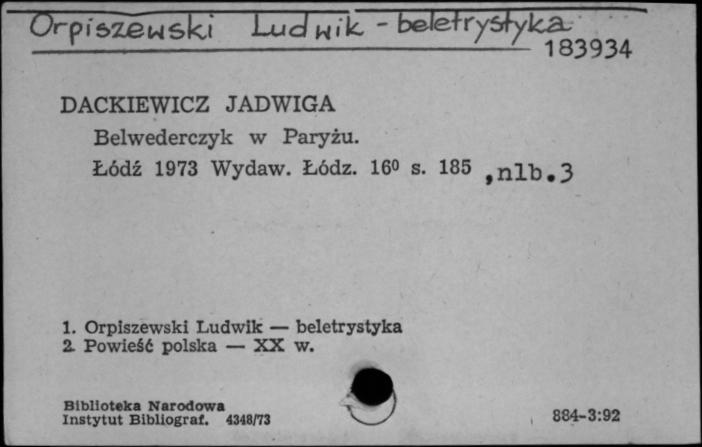 Orpiszewski Ludwik - beletrystyka
183934
DACKIEWICZ JADWIGA
Belwederczyk w Paryżu.
Łódź 1973 Wydaw. Łódz. 16⁰ s. 185 ,nlb.3
1. Orpiszewski Ludwik — beletrystyka
2. Powieść polska — XX w.
Biblioteka Narodowa
Instytut Bibliograf. 4348/73
884-3:92